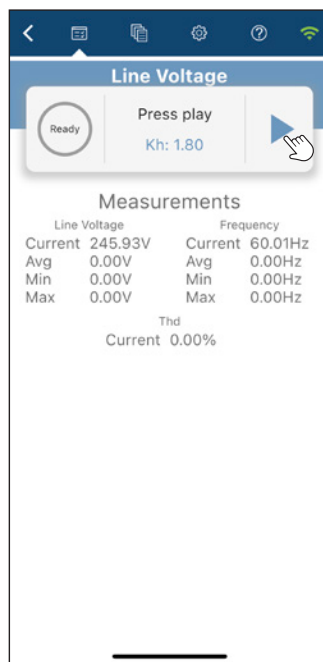 Line Voltage
Ready
Press play
Kh: 1.80
Measurements
Line Voltage
Current 245.93V
Avg 0.00V
Min 0.00V
Max 0.00V
Frequency
Current 60.01Hz
Avg 0.00Hz
Min 0.00Hz
Max 0.00Hz
Thd
Current 0.00%